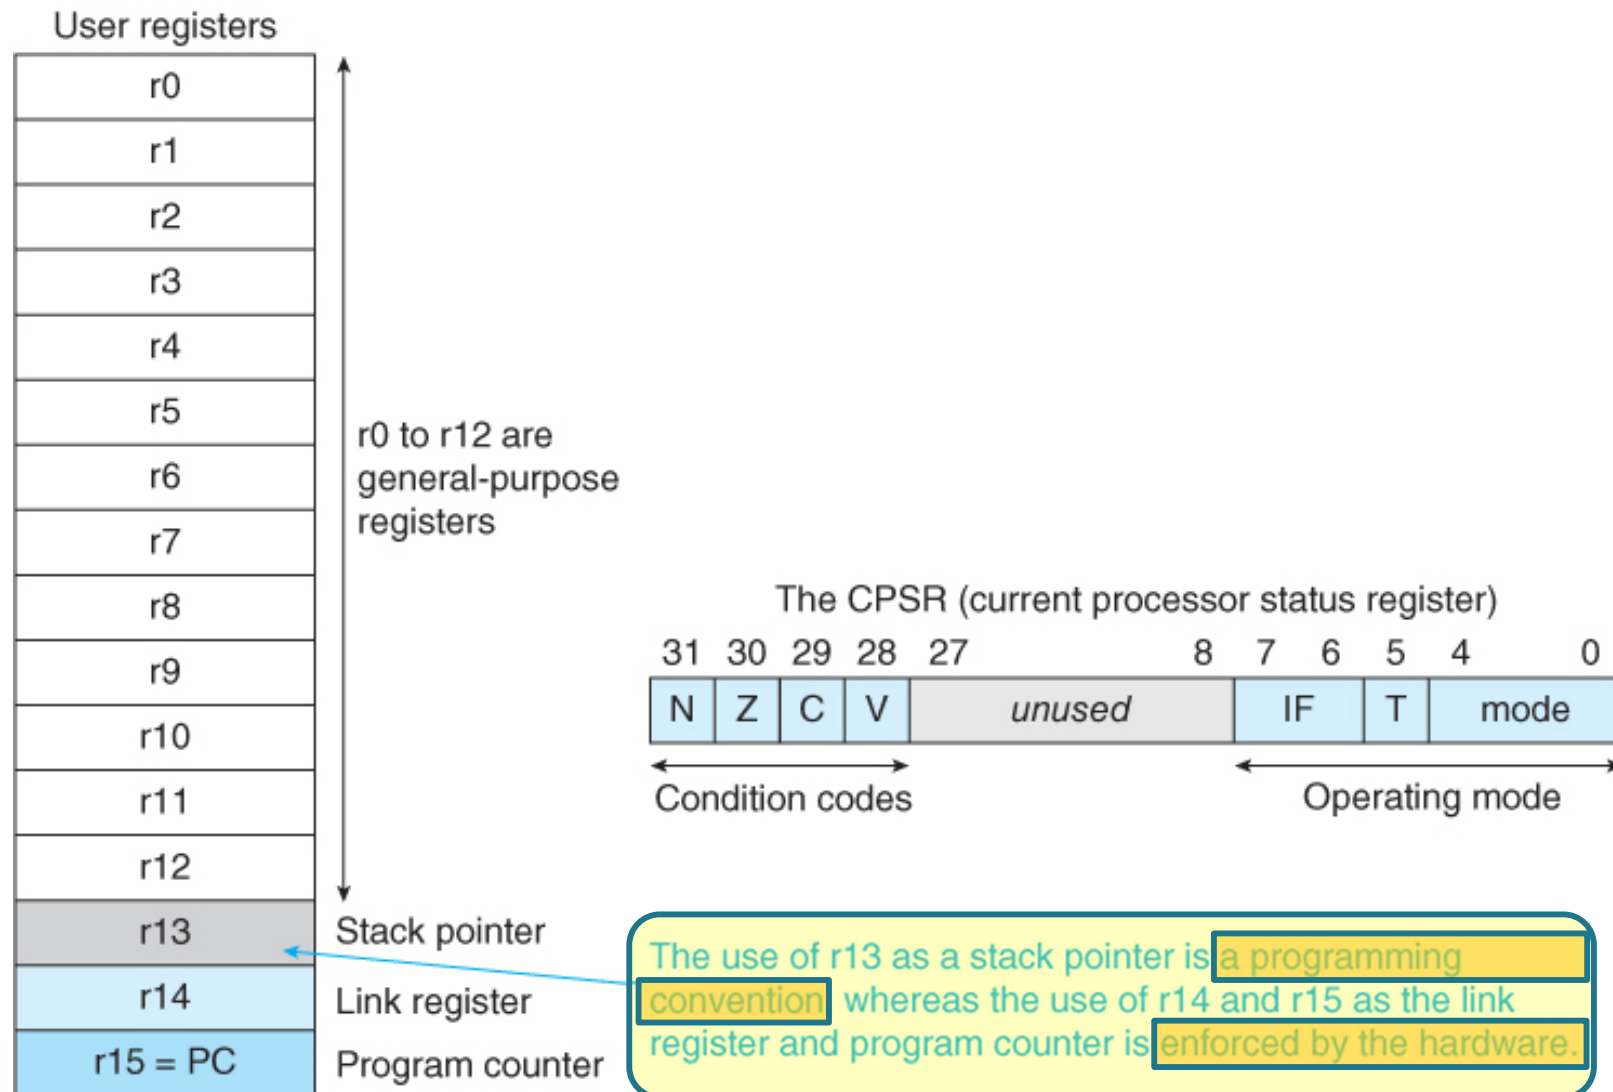 User registers
r0
r1
r2
r3
r4
r5
r6
r7
r8
r9
r10
r11
r12
r13
r14
r15 = PC
r0 to r12 are
general-purpose
registers
Stack pointer
Link register
Program counter
The CPSR (current processor status register)
31 30 29 28 27 8 7 6 5 4 0
N Z C V unused IF T mode
Condition codes Operating mode
The use of r13 as a stack pointer is a programming
convention whereas the use of r14 and r15 as the link
register and program counter is enforced by the hardware.